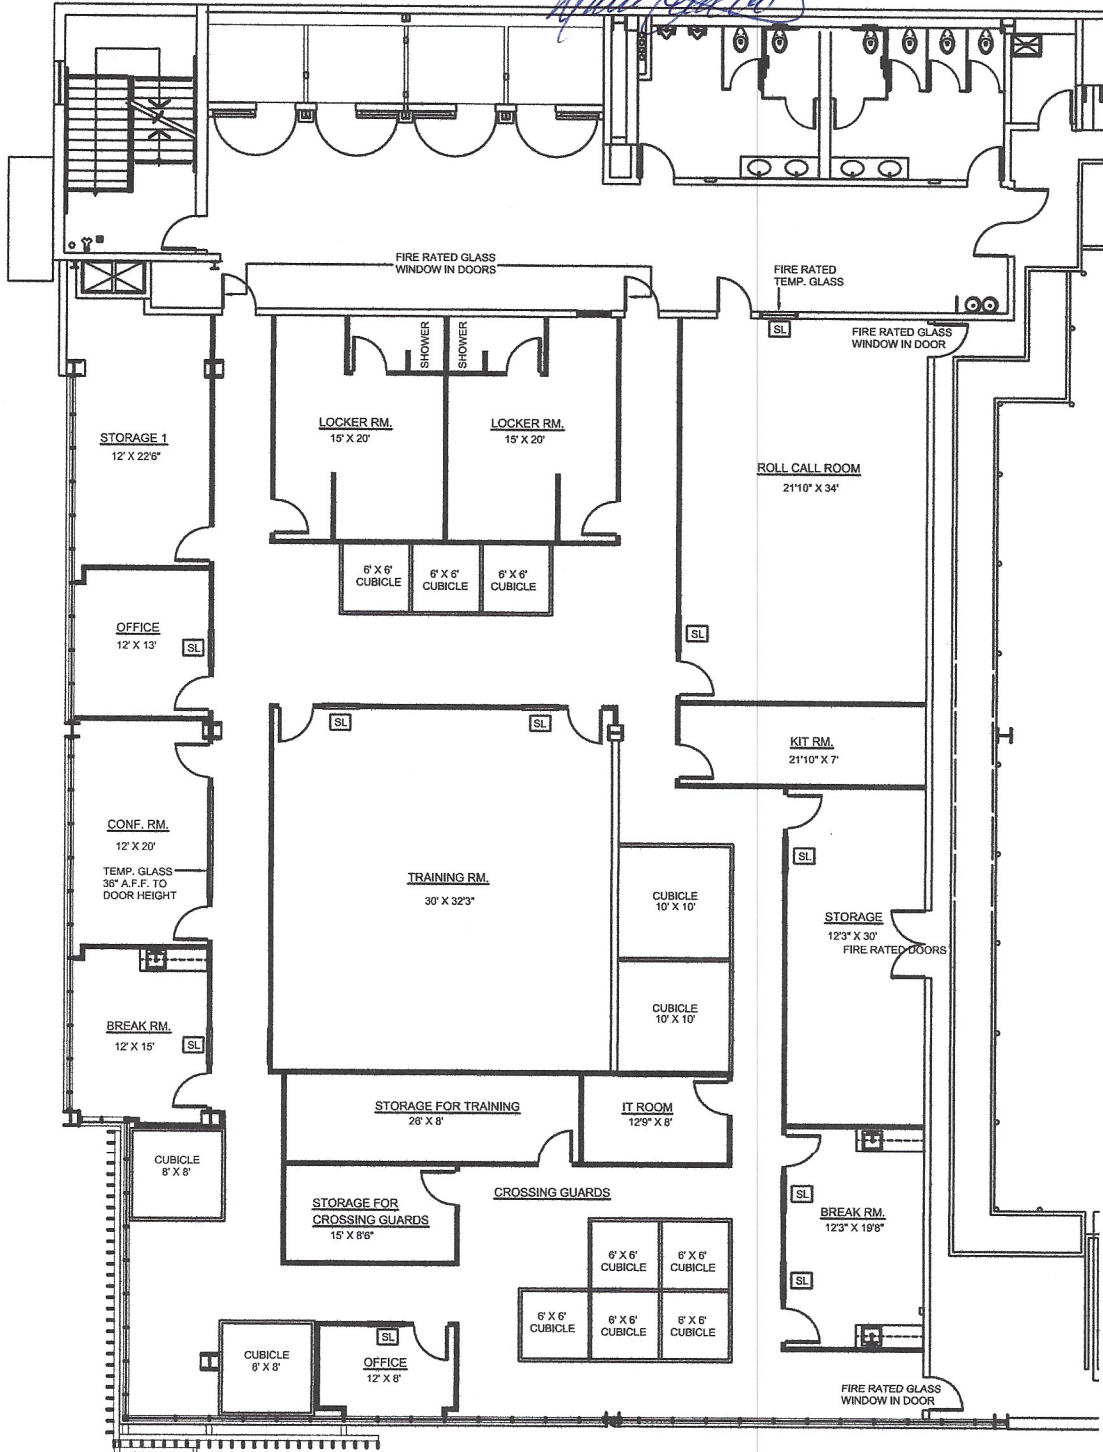 FIRE RATED GLASS
WINDOW IN DOORS
FIRE RATED
TEMP. GLASS
SL
FIRE RATED GLASS
WINDOW IN DOOR
SHOWER
SHOWER
LOCKER RM.
15' X 20'
LOCKER RM.
15' X 20'
STORAGE 1
12' X 22'6"
ROLL CALL ROOM
21'10" X 34'
6' X 6'
CUBICLE
6' X 6'
CUBICLE
6' X 6'
CUBICLE
OFFICE
12' X 13'
SL
SL
SL
SL
KIT RM.
21'10" X 7'
CONF. RM.
12' X 20'
TEMP. GLASS
36" A.F.F. TO
DOOR HEIGHT
TRAINING RM.
30' X 32'3"
SL
CUBICLE
10' X 10'
STORAGE
12'3" X 30'
FIRE RATED DOORS
CUBICLE
10' X 10'
BREAK RM.
12' X 15'
SL
STORAGE FOR TRAINING
26' X 8'
IT ROOM
12'9" X 8'
CUBICLE
8' X 8'
STORAGE FOR
CROSSING GUARDS
15' X 8'6"
CROSSING GUARDS
SL
BREAK RM.
12'3" X 19'8"
SL
6' X 6'
CUBICLE
6' X 6'
CUBICLE
6' X 6'
CUBICLE
6' X 6'
CUBICLE
6' X 6'
CUBICLE
CUBICLE
8' X 8'
SL
OFFICE
12' X 8'
FIRE RATED GLASS
WINDOW IN DOOR